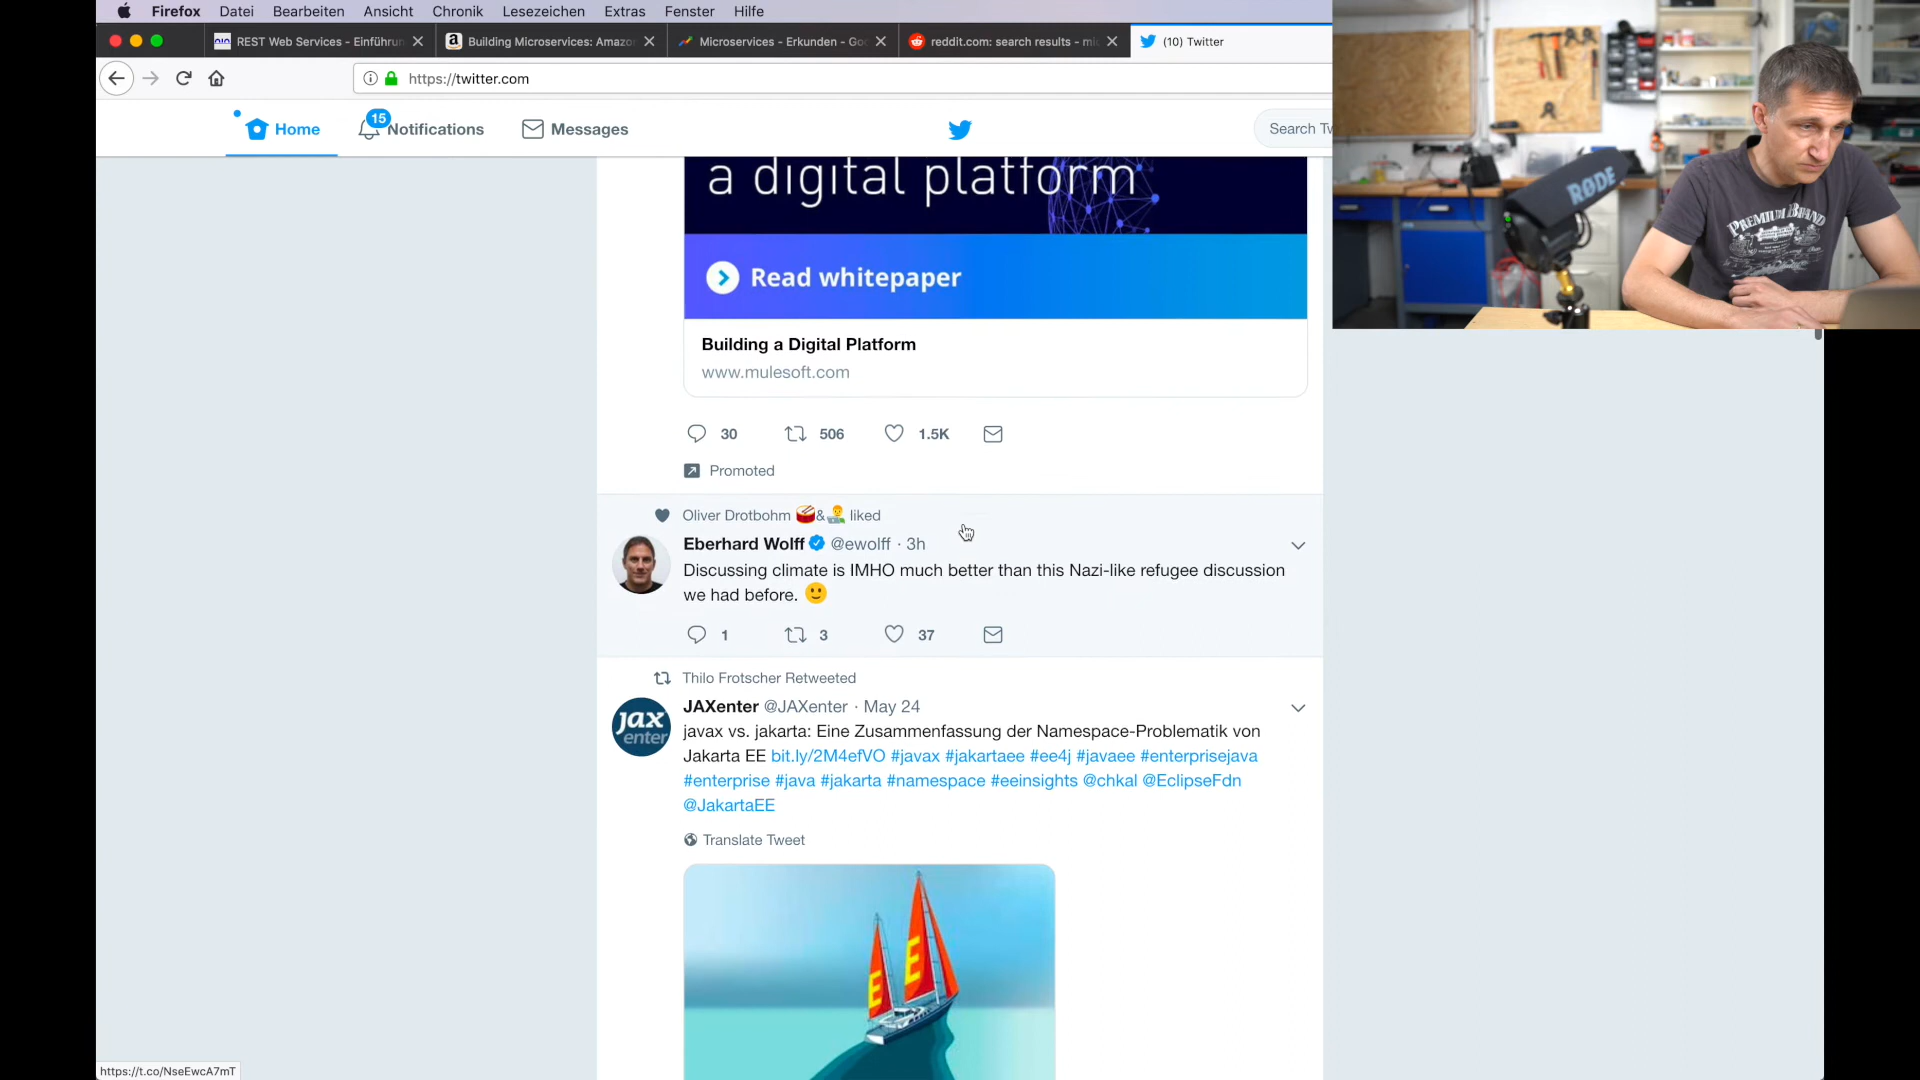 Firefox Datei Bearbeiten Ansicht Chronik Lesezeichen Extras Fenster Hilfe
REST Web Services - Einführun
Building Microservices: Amazo
Microservices - Erkunden - Go
reddit.com: search results - mi
(10) Twitter
https://twitter.com
Home 15 Notifications Messages Search Tw
a digital platform
Read whitepaper
Building a Digital Platform
www.mulesoft.com
30 506 1.5K
Promoted
Oliver Drotbohm 🥁&👨‍💻 liked
Eberhard Wolff @ewolff · 3h
Discussing climate is IMHO much better than this Nazi-like refugee discussion
we had before. 🙂
1 3 37
Thilo Frotscher Retweeted
JAXenter @JAXenter · May 24
javax vs. jakarta: Eine Zusammenfassung der Namespace-Problematik von
Jakarta EE bit.ly/2M4efVO #javax #jakartaee #ee4j #javaee #enterprisejava
#enterprise #java #jakarta #namespace #eeinsights @chkal @EclipseFdn
@JakartaEE
jax
enter
Translate Tweet
E E
https://t.co/NseEwcA7mT
RØDE
PREMIUM BRAND